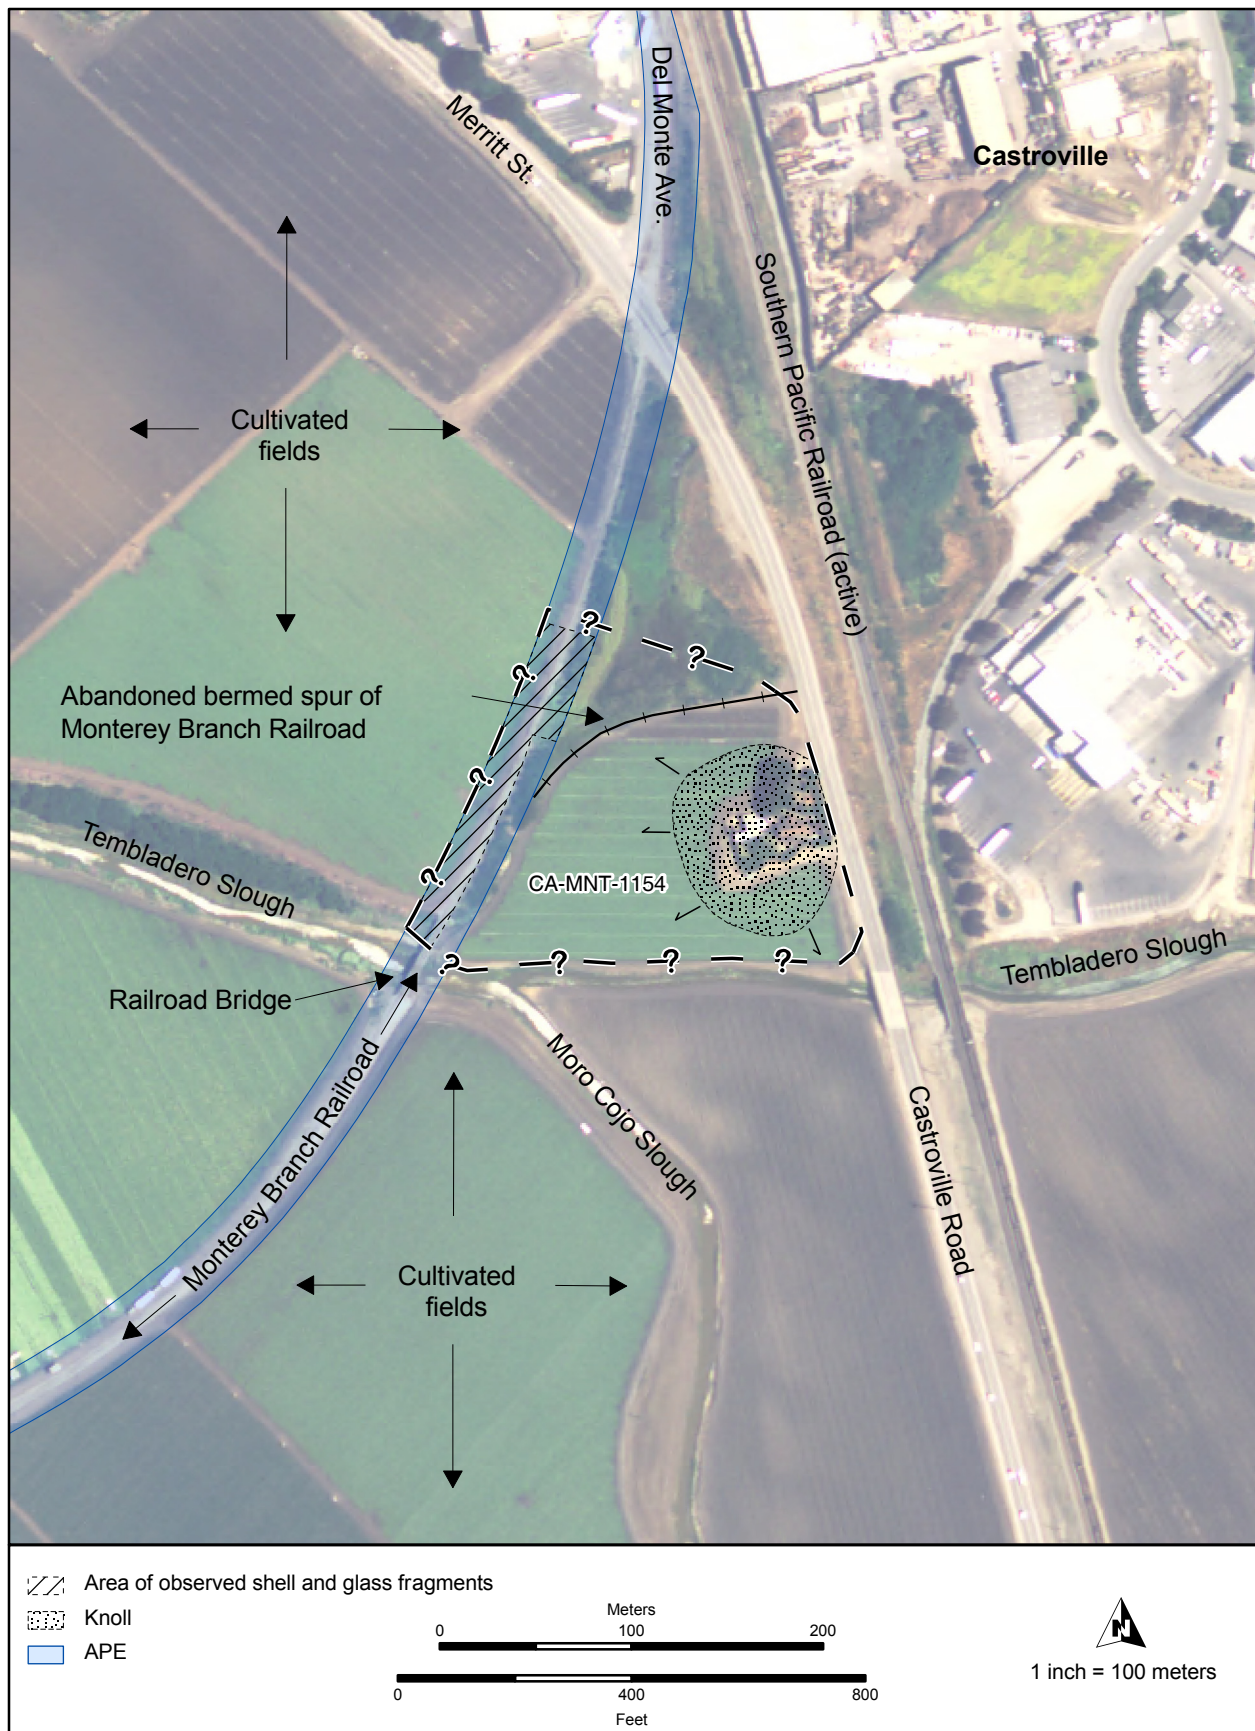 Del Monte Ave.
Merritt St.
Castroville
Southern Pacific Railroad (active)
Cultivated
fields
?
?
?
Abandoned bermed spur of
Monterey Branch Railroad
?
Tembladero Slough
?
CA-MNT-1154
?
?
?
?
Tembladero Slough
Railroad Bridge
Moro Cojo Slough
Monterey Branch Railroad
Castroville Road
Cultivated
fields
Area of observed shell and glass fragments
Knoll
APE
Meters
0 100 200
0 400 800
Feet
N
1 inch = 100 meters